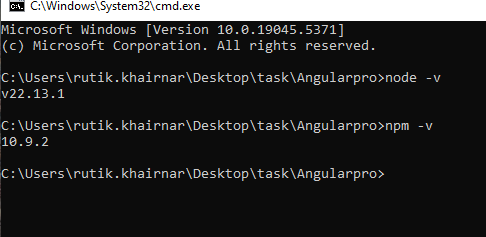 C:\Windows\System32\cmd.exe
Microsoft Windows [Version 10.0.19045.5371]
(c) Microsoft Corporation. All rights reserved.
C:\Users\rutik.khairnar\Desktop\task\Angularpro>node -v
v22.13.1
C:\Users\rutik.khairnar\Desktop\task\Angularpro>npm -v
10.9.2
C:\Users\rutik.khairnar\Desktop\task\Angularpro>